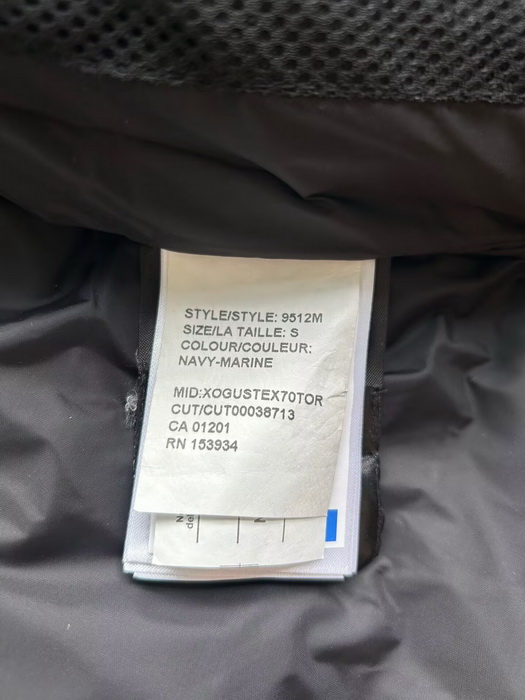 STYLE/STYLE: 9512M
SIZE/LA TAILLE: S
COLOUR/COULEUR:
NAVY-MARINE
MID:XOGUSTEX70TOR
CUT/CUT00038713
CA 01201
RN 153934